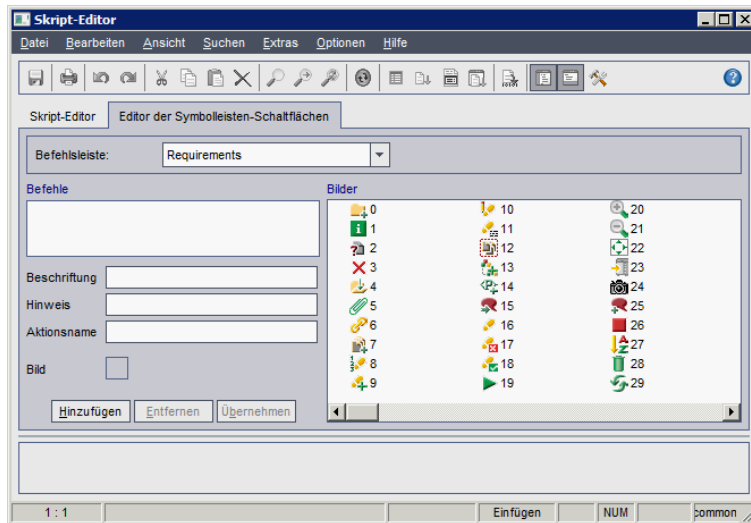 Skript-Editor
Datei Bearbeiten Ansicht Suchen Extras Optionen Hilfe
Skript-Editor Editor der Symbolleisten-Schaltflächen
Befehlsleiste: Requirements
Befehle Bilder
0 10 20
1 11 21
2 12 22
3 13 23
4 14 24
5 15 25
6 16 26
7 17 27
8 18 28
9 19 29
Beschriftung
Hinweis
Aktionsname
Bild
Hinzufügen Entfernen Übernehmen
1 : 1 Einfügen NUM common